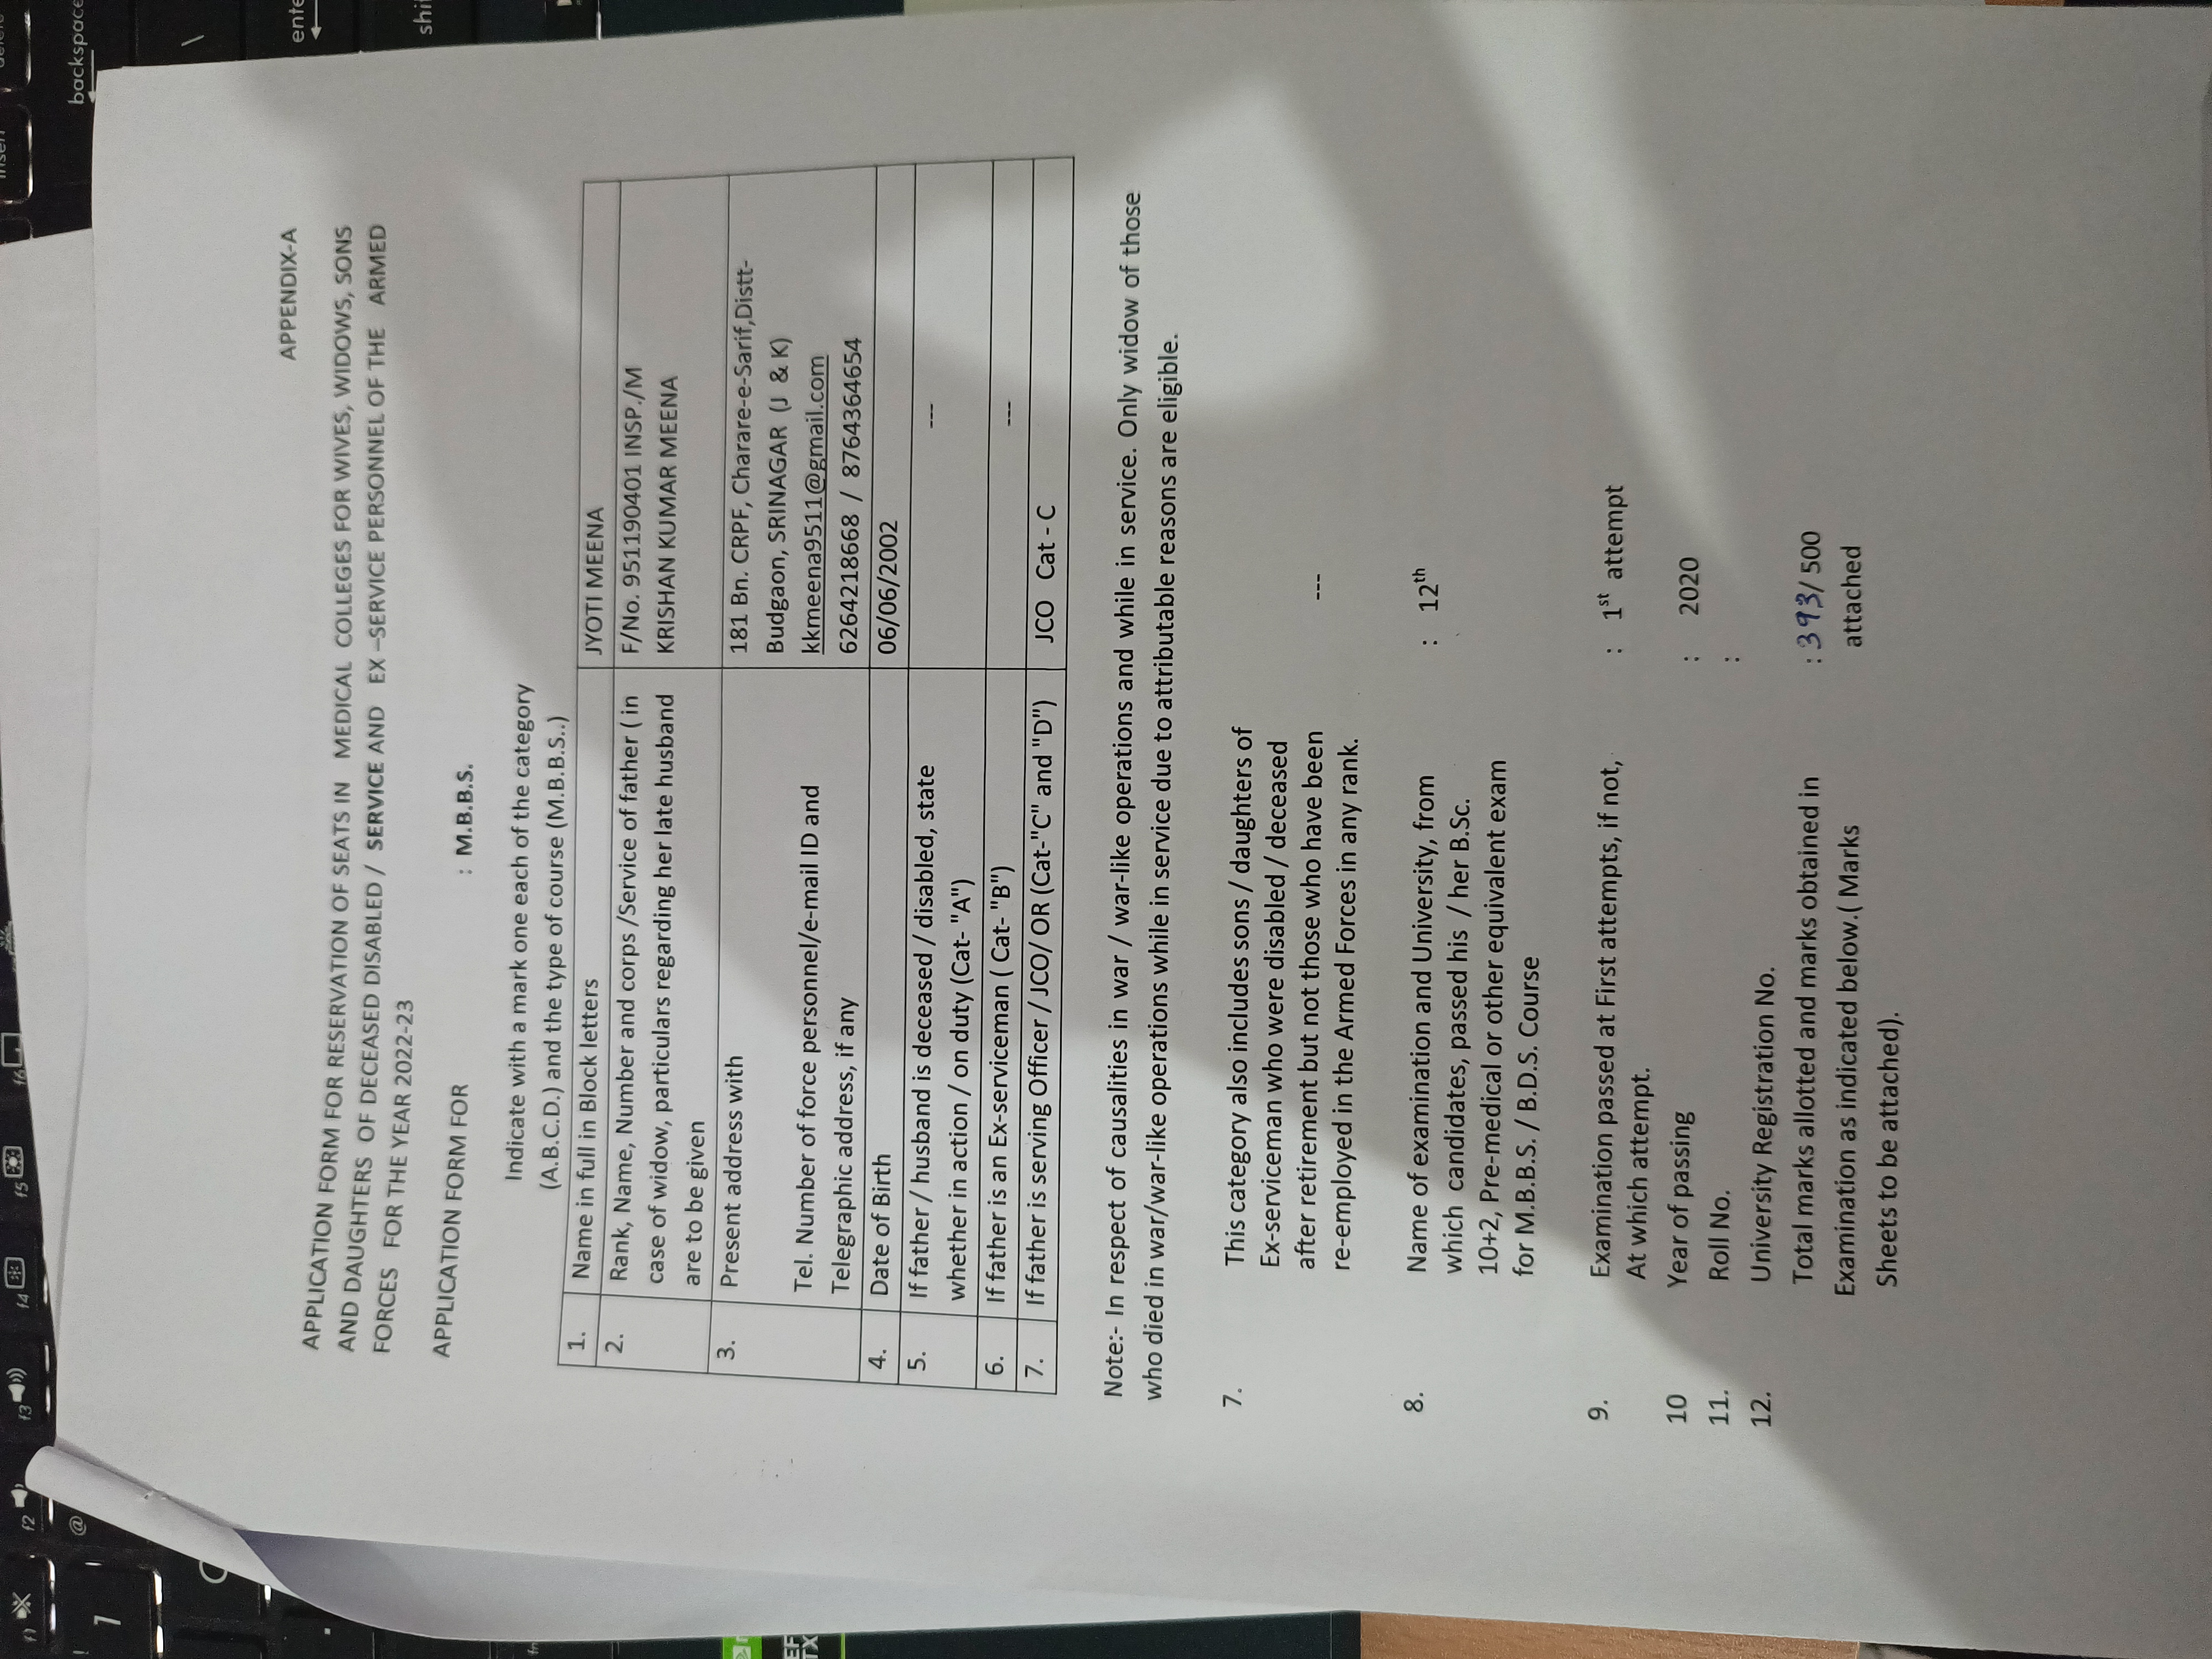 f1 f2 f3 f4 f5 f6 insert delete
! 1 @ backspace
\
enter
shift
fn
APPENDIX-A
APPLICATION FORM FOR RESERVATION OF SEATS IN MEDICAL COLLEGES FOR WIVES, WIDOWS, SONS
AND DAUGHTERS OF DECEASED DISABLED / SERVICE AND EX –SERVICE PERSONNEL OF THE ARMED
FORCES FOR THE YEAR 2022-23
APPLICATION FORM FOR : M.B.B.S.
Indicate with a mark one each of the category
(A.B.C.D.) and the type of course (M.B.B.S..)
1. Name in full in Block letters JYOTI MEENA
2. Rank, Name, Number and corps /Service of father ( in F/No. 951190401 INSP./M
case of widow, particulars regarding her late husband KRISHAN KUMAR MEENA
are to be given
3. Present address with 181 Bn. CRPF, Charare-e-Sarif,Distt-
Budgaon, SRINAGAR (J & K)
Tel. Number of force personnel/e-mail ID and kkmeena9511@gmail.com
Telegraphic address, if any 6264218668 / 8764364654
4. Date of Birth 06/06/2002
5. If father / husband is deceased / disabled, state ---
whether in action / on duty (Cat- "A")
6. If father is an Ex-serviceman ( Cat- "B") ---
7. If father is serving Officer / JCO/ OR (Cat-"C" and "D") JCO Cat - C
Note:- In respect of causalities in war / war-like operations and while in service. Only widow of those
who died in war/war-like operations while in service due to attributable reasons are eligible.
7. This category also includes sons / daughters of
Ex-serviceman who were disabled / deceased
after retirement but not those who have been ---
re-employed in the Armed Forces in any rank.
8. Name of examination and University, from : 12th
which candidates, passed his / her B.Sc.
10+2, Pre-medical or other equivalent exam
for M.B.B.S. / B.D.S. Course
9. Examination passed at First attempts, if not, : 1st attempt
At which attempt.
10 Year of passing : 2020
11. Roll No. :
12. University Registration No.
Total marks allotted and marks obtained in : 393/ 500
Examination as indicated below.( Marks attached
Sheets to be attached).